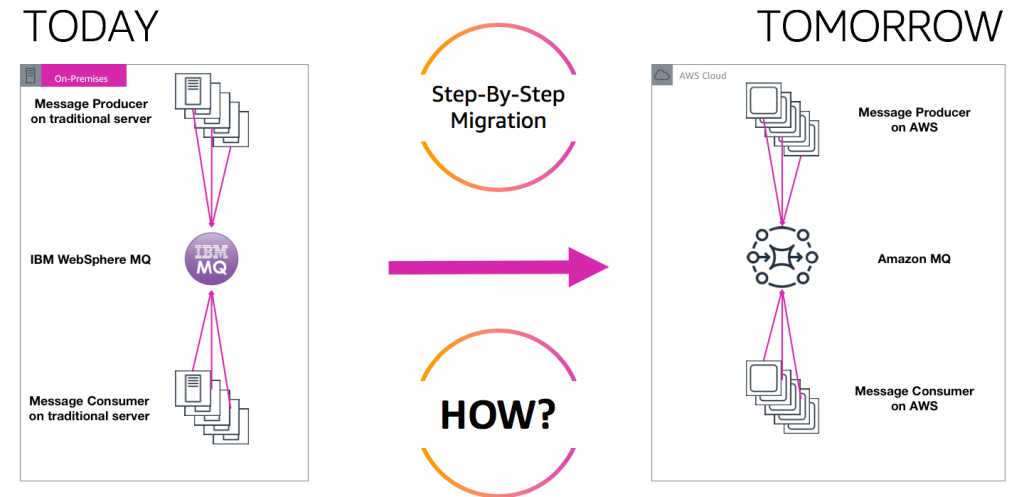 TODAY
TOMORROW
On-Premises
Message Producer
on traditional server
IBM WebSphere MQ
IBM
MQ
Message Consumer
on traditional server
Step-By-Step
Migration
HOW?
AWS Cloud
Message Producer
on AWS
Amazon MQ
Message Consumer
on AWS